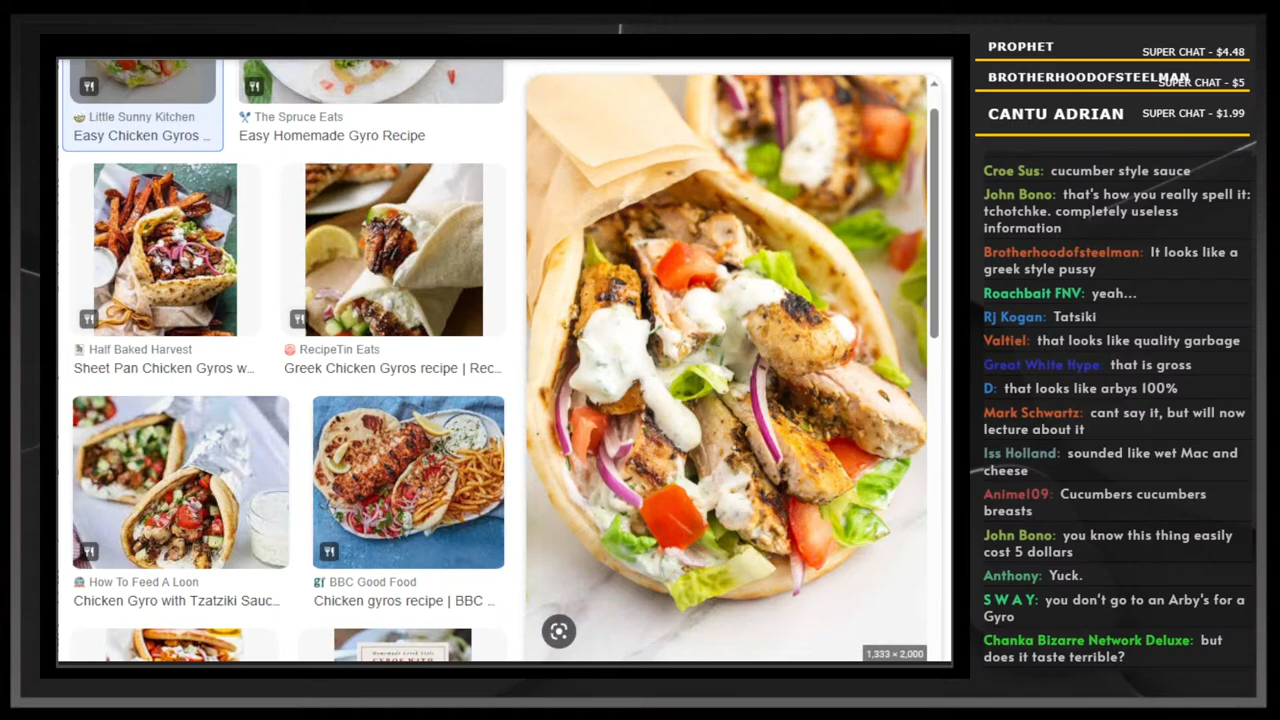 Little Sunny Kitchen
Easy Chicken Gyros ...
The Spruce Eats
Easy Homemade Gyro Recipe
Half Baked Harvest
Sheet Pan Chicken Gyros w...
RecipeTin Eats
Greek Chicken Gyros recipe | Rec...
How To Feed A Loon
Chicken Gyro with Tzatziki Sauc...
gf BBC Good Food
Chicken gyros recipe | BBC ...
Homemade Greek Style
1,333 × 2,000
PROPHET
SUPER CHAT - $4.48
BROTHERHOODOFSTEELMAN
SUPER CHAT - $5
CANTU ADRIAN
SUPER CHAT - $1.99
Croe Sus: cucumber style sauce
John Bono: that's how you really spell it:
tchotchke. completely useless
information
Brotherhoodofsteelman: It looks like a
greek style pussy
Roachbait FNV: yeah...
RJ Kogan: Tatsiki
Valtiel: that looks like quality garbage
Great White Hype: that is gross
D: that looks like arbys 100%
Mark Schwartz: cant say it, but will now
lecture about it
Iss Holland: sounded like wet Mac and
cheese
Anime109: Cucumbers cucumbers
breasts
John Bono: you know this thing easily
cost 5 dollars
Anthony: Yuck.
S W A Y: you don't go to an Arby's for a
Gyro
Chanka Bizarre Network Deluxe: but
does it taste terrible?